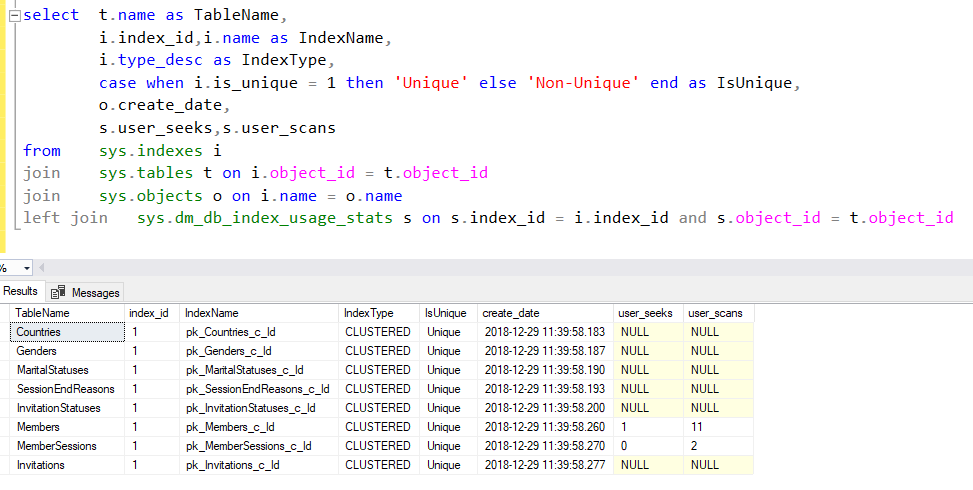 select t.name as TableName,
i.index_id,i.name as IndexName,
i.type_desc as IndexType,
case when i.is_unique = 1 then 'Unique' else 'Non-Unique' end as IsUnique,
o.create_date,
s.user_seeks,s.user_scans
from sys.indexes i
join sys.tables t on i.object_id = t.object_id
join sys.objects o on i.name = o.name
left join sys.dm_db_index_usage_stats s on s.index_id = i.index_id and s.object_id = t.object_id
%
Results Messages
TableName index_id IndexName IndexType IsUnique create_date user_seeks user_scans
Countries 1 pk_Countries_c_Id CLUSTERED Unique 2018-12-29 11:39:58.183 NULL NULL
Genders 1 pk_Genders_c_Id CLUSTERED Unique 2018-12-29 11:39:58.187 NULL NULL
MaritalStatuses 1 pk_MaritalStatuses_c_Id CLUSTERED Unique 2018-12-29 11:39:58.190 NULL NULL
SessionEndReasons 1 pk_SessionEndReasons_c_Id CLUSTERED Unique 2018-12-29 11:39:58.193 NULL NULL
InvitationStatuses 1 pk_InvitationStatuses_c_Id CLUSTERED Unique 2018-12-29 11:39:58.200 NULL NULL
Members 1 pk_Members_c_Id CLUSTERED Unique 2018-12-29 11:39:58.260 1 11
MemberSessions 1 pk_MemberSessions_c_Id CLUSTERED Unique 2018-12-29 11:39:58.270 0 2
Invitations 1 pk_Invitations_c_Id CLUSTERED Unique 2018-12-29 11:39:58.277 NULL NULL